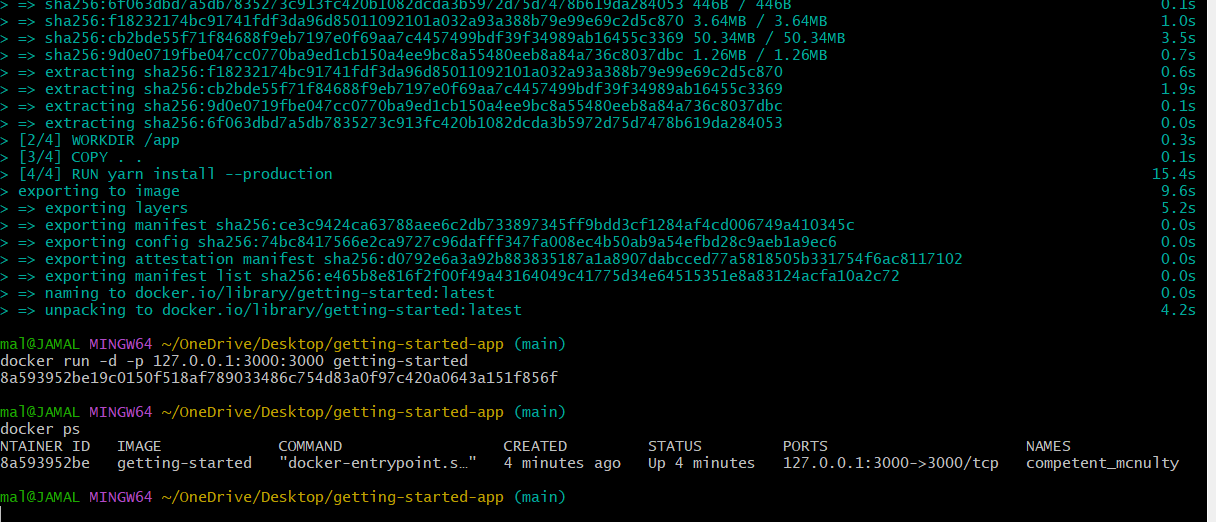 > => sha256:6f063dbd7a5db7835273c913fc420b1082dcda3b5972d75d7478b619da284053 446B / 446B 0.1s
> => sha256:f18232174bc91741fdf3da96d85011092101a032a93a388b79e99e69c2d5c870 3.64MB / 3.64MB 1.0s
> => sha256:cb2bde55f71f84688f9eb7197e0f69aa7c4457499bdf39f34989ab16455c3369 50.34MB / 50.34MB 3.5s
> => sha256:9d0e0719fbe047cc0770ba9ed1cb150a4ee9bc8a55480eeb8a84a736c8037dbc 1.26MB / 1.26MB 0.7s
> => extracting sha256:f18232174bc91741fdf3da96d85011092101a032a93a388b79e99e69c2d5c870 0.6s
> => extracting sha256:cb2bde55f71f84688f9eb7197e0f69aa7c4457499bdf39f34989ab16455c3369 1.9s
> => extracting sha256:9d0e0719fbe047cc0770ba9ed1cb150a4ee9bc8a55480eeb8a84a736c8037dbc 0.1s
> => extracting sha256:6f063dbd7a5db7835273c913fc420b1082dcda3b5972d75d7478b619da284053 0.0s
> [2/4] WORKDIR /app 0.3s
> [3/4] COPY . . 0.1s
> [4/4] RUN yarn install --production 15.4s
> exporting to image 9.6s
> => exporting layers 5.2s
> => exporting manifest sha256:ce3c9424ca63788aee6c2db733897345ff9bdd3cf1284af4cd006749a410345c 0.0s
> => exporting config sha256:74bc8417566e2ca9727c96dafff347fa008ec4b50ab9a54efbd28c9aeb1a9ec6 0.0s
> => exporting attestation manifest sha256:d0792e6a3a92b883835187a1a8907dabcced77a5818505b331754f6ac8117102 0.0s
> => exporting manifest list sha256:e465b8e816f2f00f49a43164049c41775d34e64515351e8a83124acfa10a2c72 0.0s
> => naming to docker.io/library/getting-started:latest 0.0s
> => unpacking to docker.io/library/getting-started:latest 4.2s
mal@JAMAL MINGW64 ~/OneDrive/Desktop/getting-started-app (main)
docker run -d -p 127.0.0.1:3000:3000 getting-started
8a593952be19c0150f518af789033486c754d83a0f97c420a0643a151f856f
mal@JAMAL MINGW64 ~/OneDrive/Desktop/getting-started-app (main)
docker ps
NTAINER ID IMAGE COMMAND CREATED STATUS PORTS NAMES
8a593952be getting-started "docker-entrypoint.s…" 4 minutes ago Up 4 minutes 127.0.0.1:3000->3000/tcp competent_mcnulty
mal@JAMAL MINGW64 ~/OneDrive/Desktop/getting-started-app (main)